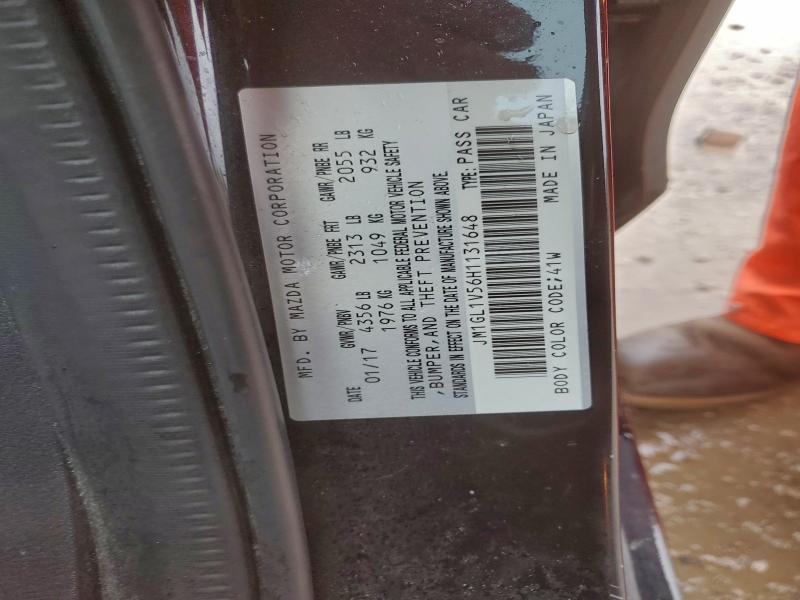 MFD. BY MAZDA MOTOR CORPORATION
DATE GVWR/PNBV GAWR/PNBE FRT GAWR/PNBE RR
01/17 4356 LB 2313 LB 2055 LB
1976 KG 1049 KG 932 KG
THIS VEHICLE CONFORMS TO ALL APPLICABLE FEDERAL MOTOR VEHICLE SAFETY
,BUMPER,AND THEFT PREVENTION
STANDARDS IN EFFECT ON THE DATE OF MANUFACTURE SHOWN ABOVE.
JM1GL1V56H1131648 TYPE: PASS CAR
BODY COLOR CODE;41W MADE IN JAPAN